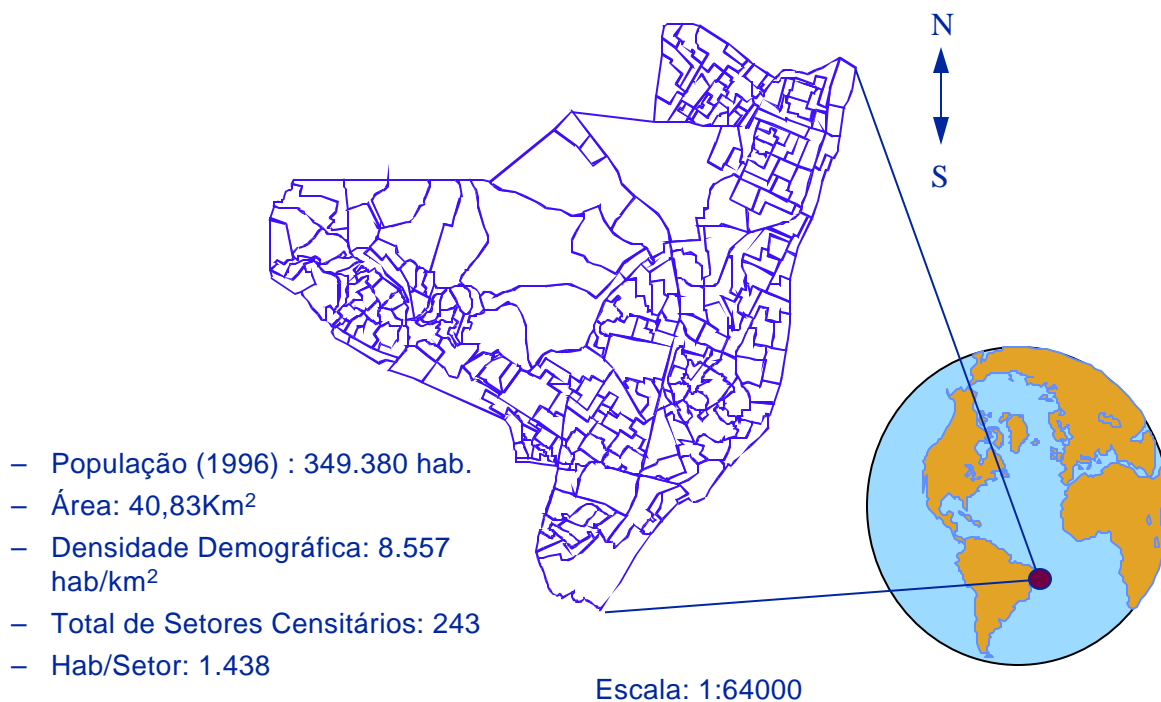 N
S
– População (1996) : 349.380 hab.
– Área: 40,83Km²
– Densidade Demográfica: 8.557
hab/km²
– Total de Setores Censitários: 243
– Hab/Setor: 1.438
Escala: 1:64000